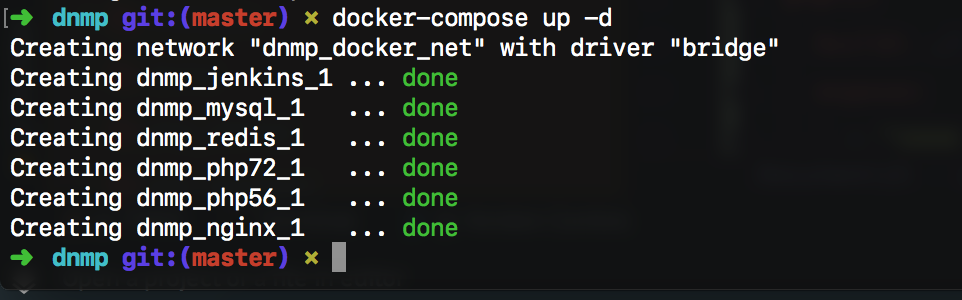 [➜ dnmp git:(master) ✗ docker-compose up -d
Creating network "dnmp_docker_net" with driver "bridge"
Creating dnmp_jenkins_1 ... done
Creating dnmp_mysql_1   ... done
Creating dnmp_redis_1   ... done
Creating dnmp_php72_1   ... done
Creating dnmp_php56_1   ... done
Creating dnmp_nginx_1   ... done
➜ dnmp git:(master) ✗